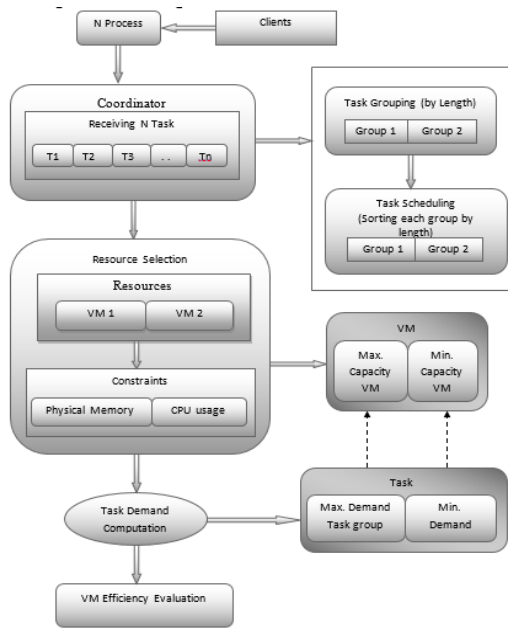 N Process
Clients
Coordinator
Receiving N Task
T1 T2 T3 . . Tn
Task Grouping (by Length)
Group 1 Group 2
Task Scheduling
(Sorting each group by
length)
Group 1 Group 2
Resource Selection
Resources
VM 1 VM 2
Constraints
Physical Memory CPU usage
VM
Max.
Capacity
VM
Min.
Capacity
VM
Task
Max. Demand
Task group
Min.
Demand
Task Demand
Computation
VM Efficiency Evaluation